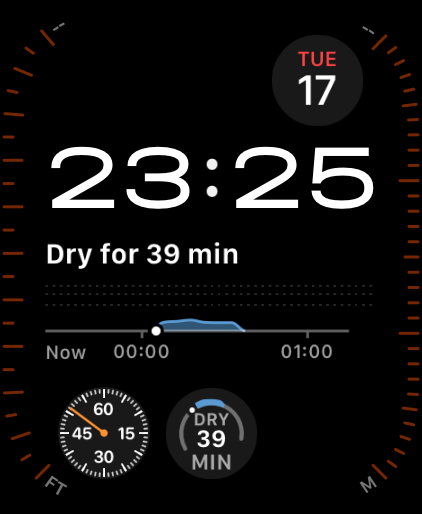 --
--
TUE
17
23:25
Dry for 39 min
Now 00:00 01:00
60
45 15
30
DRY
39
MIN
FT
M